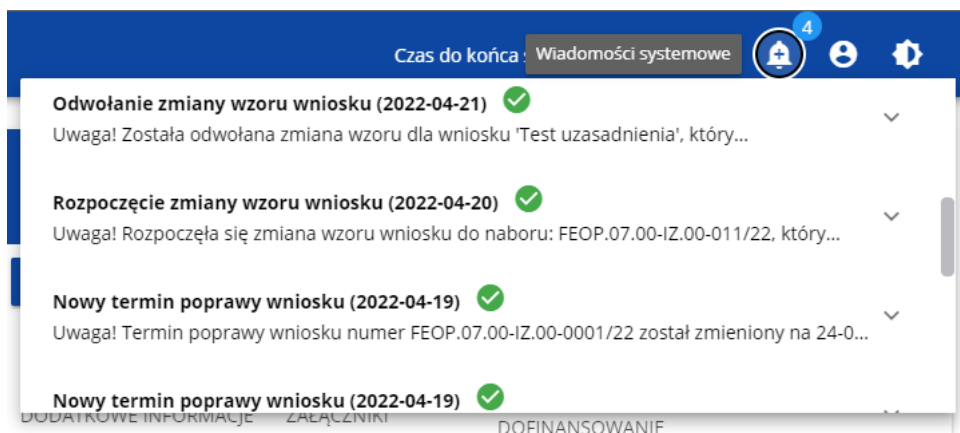 4
Czas do końca
Wiadomości systemowe
Odwołanie zmiany wzoru wniosku (2022-04-21)
Uwaga! Została odwołana zmiana wzoru dla wniosku 'Test uzasadnienia', który...
Rozpoczęcie zmiany wzoru wniosku (2022-04-20)
Uwaga! Rozpoczęła się zmiana wzoru wniosku do naboru: FEOP.07.00-IZ.00-011/22, który...
Nowy termin poprawy wniosku (2022-04-19)
Uwaga! Termin poprawy wniosku numer FEOP.07.00-IZ.00-0001/22 został zmieniony na 24-0...
Nowy termin poprawy wniosku (2022-04-19)
DODATKOWE INFORMACJE ZAŁĄCZNIKI
DOFINANSOWANIE